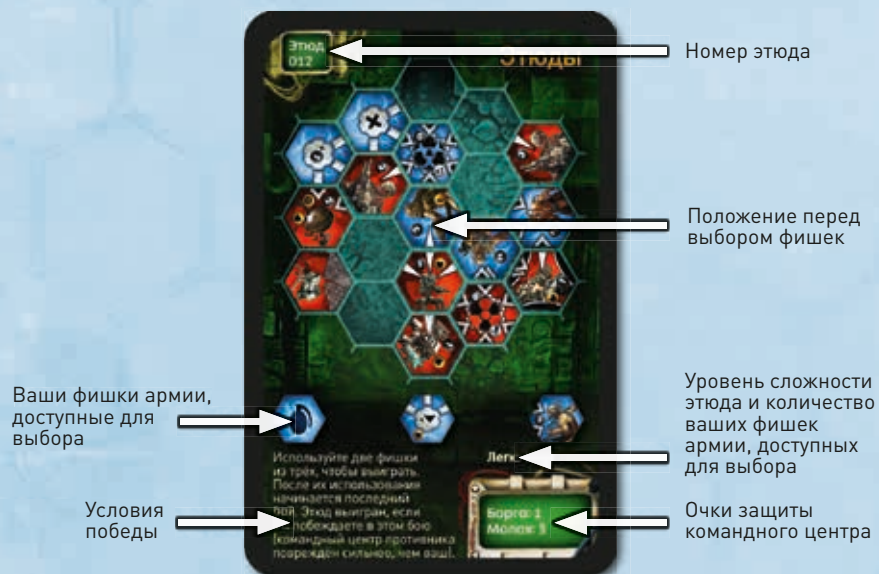 Этюд
012
Этюды
Номер этюда
Положение перед
выбором фишек
Ваши фишки армии,
доступные для
выбора
Уровень сложности
этюда и количество
ваших фишек
армии, доступных
для выбора
Используйте две фишки
из трёх, чтобы выиграть.
После их использования
начинается последний
бой. Этюд выигран, если
побеждаете в этом бою
(командный центр противника
повреждён сильнее, чем ваш).
Условия
победы
Борго: 1
Молох:
Очки защиты
командного центра